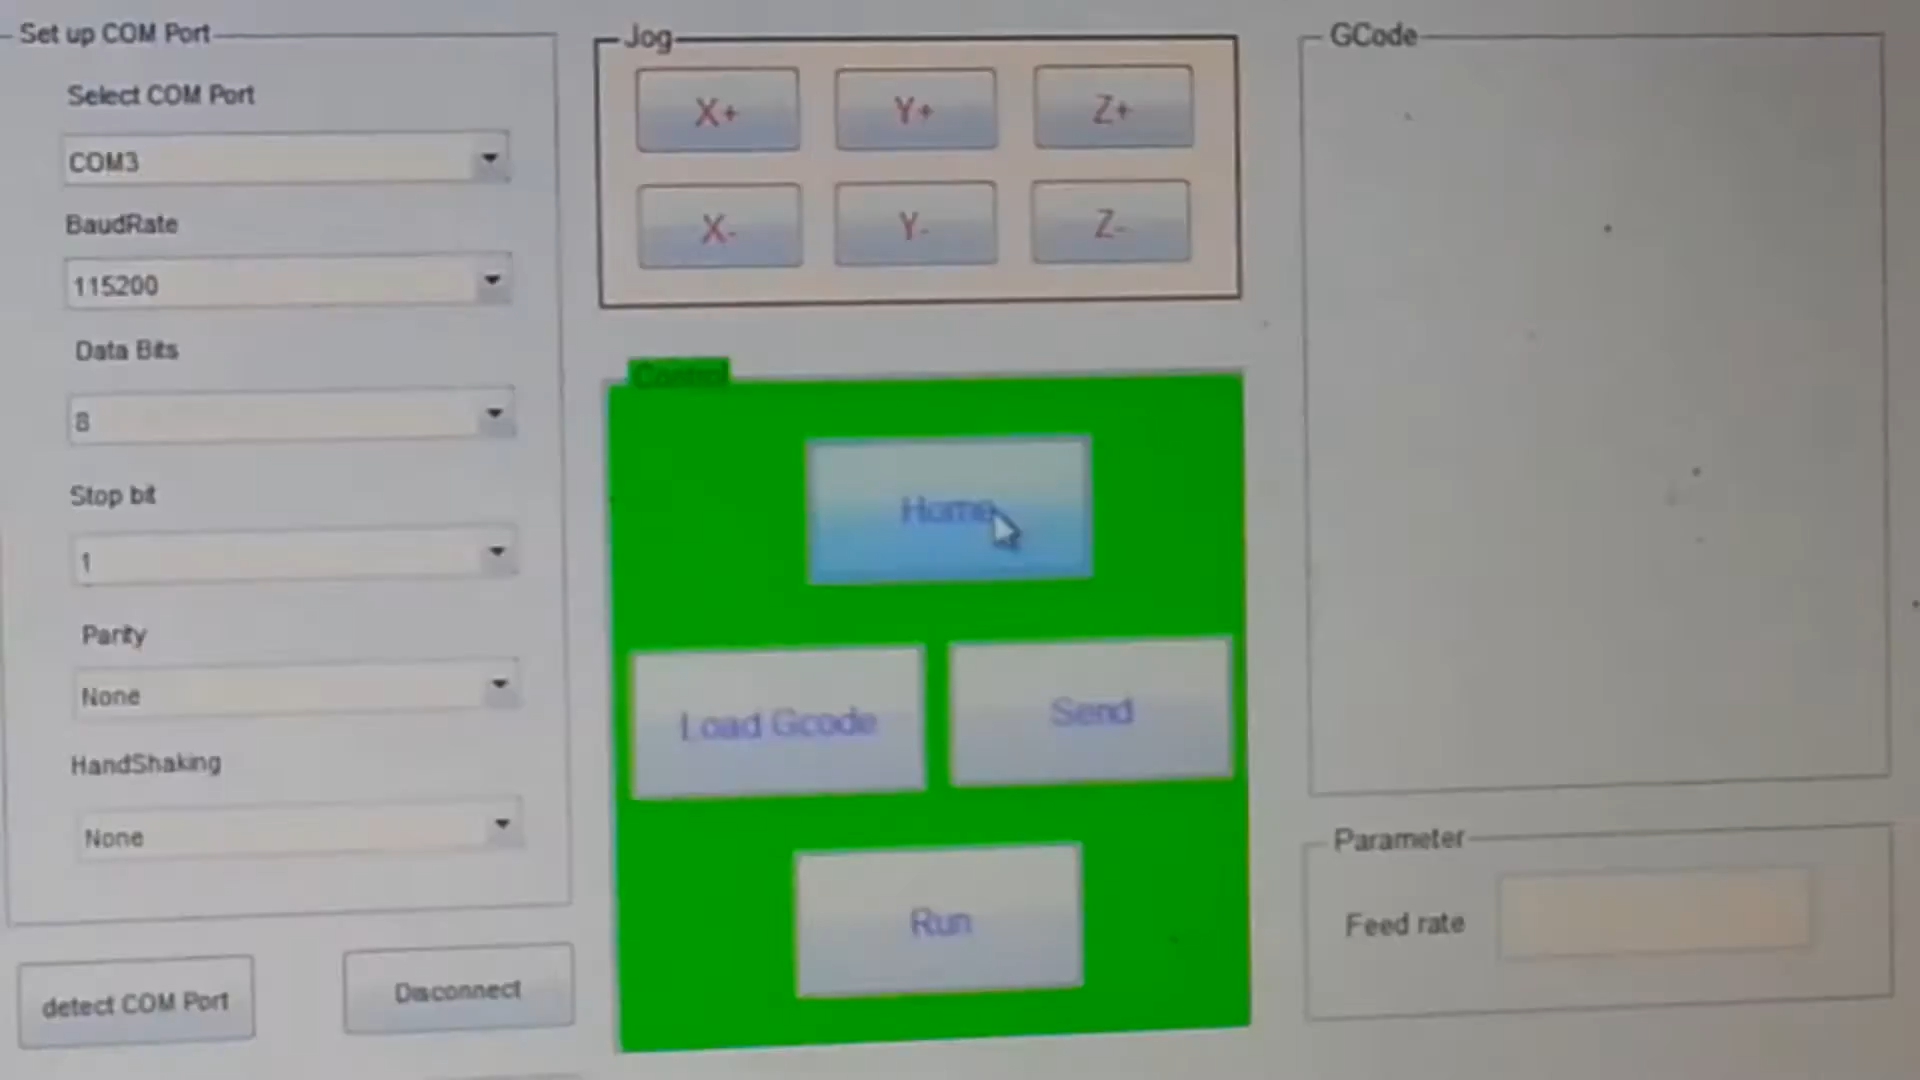 Set up COM Port
Select COM Port
COM3
BaudRate
115200
Data Bits
8
Stop bit
1
Parity
None
HandShaking
None
detect COM Port
Disconnect
Jog
X+
Y+
Z+
X-
Y-
Z-
Control
Home
Load Gcode
Send
Run
GCode
Parameter
Feed rate